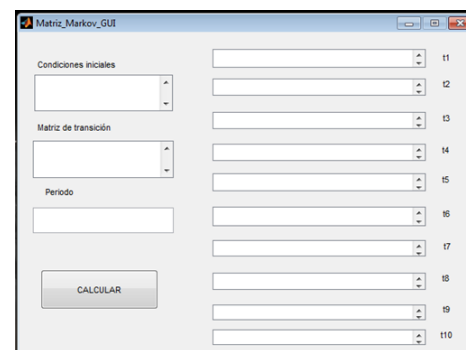 Matriz_Markov_GUI
Condiciones iniciales
Matriz de transición
Periodo
CALCULAR
t1
t2
t3
t4
t5
t6
t7
t8
t9
t10